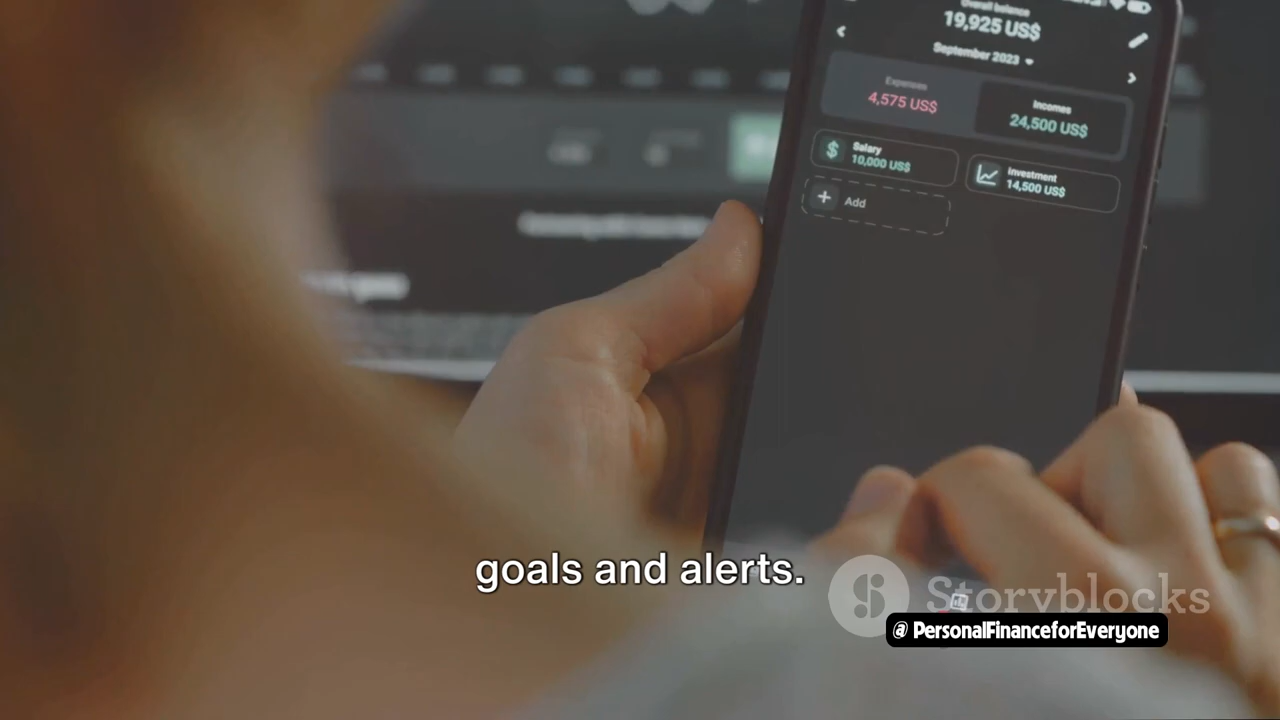 Overall balance
19,925 US$
September 2023
Expenses
4,575 US$
Incomes
24,500 US$
Salary
10,000 US$
Investment
14,500 US$
Add
goals and alerts.
Storyblocks
@ PersonalFinanceforEveryone